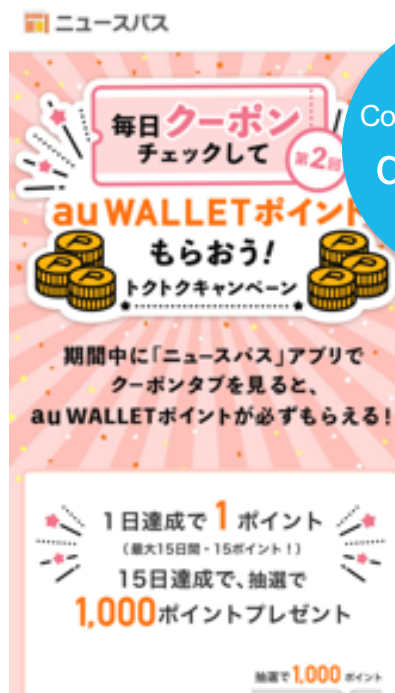 ニュースパス
毎日クーポン
チェックして
第2回
au WALLETポイント
もらおう!
トクトクキャンペーン
期間中に「ニュースパス」アプリで
クーポンタブを見ると、
au WALLETポイントが必ずもらえる!
1日達成で1ポイント
(最大15日間・15ポイント!)
15日達成で、抽選で
1,000ポイントプレゼント
抽選で1,000ポイント